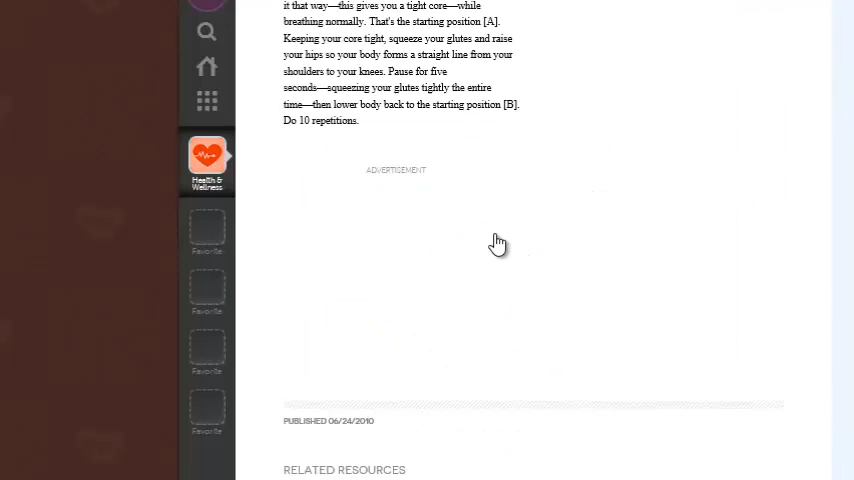 it that way—this gives you a tight core—while
breathing normally. That's the starting position [A].
Keeping your core tight, squeeze your glutes and raise
your hips so your body forms a straight line from your
shoulders to your knees. Pause for five
seconds—squeezing your glutes tightly the entire
time—then lower body back to the starting position [B].
Do 10 repetitions.
ADVERTISEMENT
Health &
Wellness
Favorite
Favorite
Favorite
Favorite
PUBLISHED 06/24/2010
RELATED RESOURCES